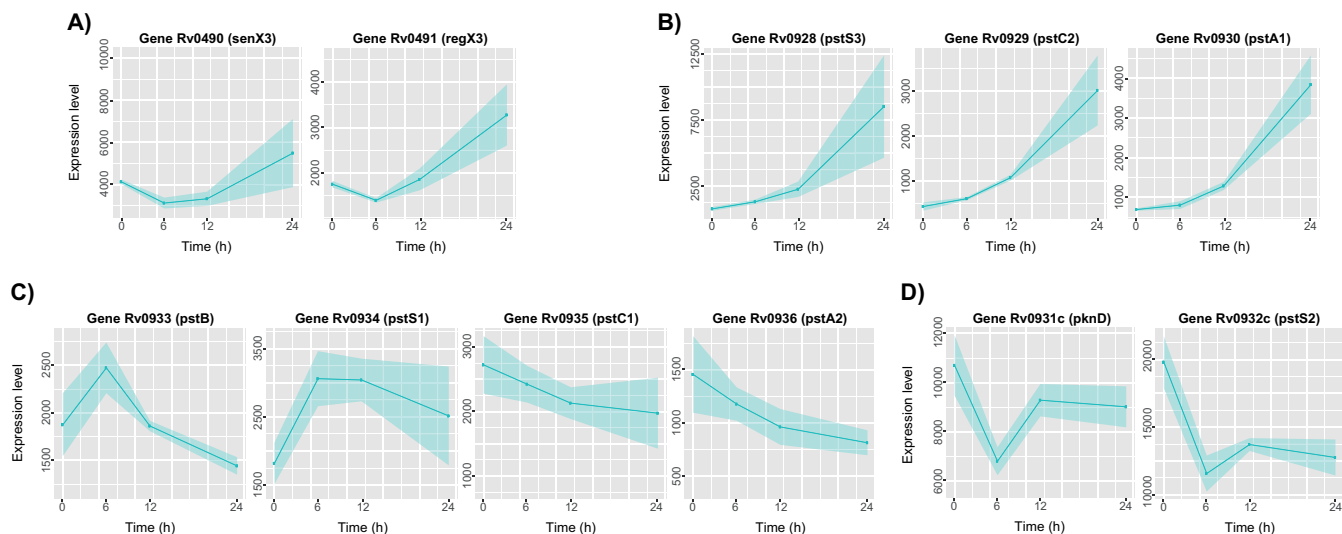 A)
Gene Rv0490 (senX3)
Gene Rv0491 (regX3)
Expression level
4000
6000
8000
10000
0 6 12 24
Time (h)
2000
3000
4000
0 6 12 24
Time (h)
B)
Gene Rv0928 (pstS3)
Gene Rv0929 (pstC2)
Gene Rv0930 (pstA1)
Expression level
2500
7500
12500
0 6 12 24
Time (h)
1000
2000
3000
0 6 12 24
Time (h)
1000
2000
3000
4000
0 6 12 24
Time (h)
C)
Gene Rv0933 (pstB)
Gene Rv0934 (pstS1)
Gene Rv0935 (pstC1)
Gene Rv0936 (pstA2)
Expression level
1500
2000
2500
0 6 12 24
Time (h)
1500
2500
3500
0 6 12 24
Time (h)
1000
2000
3000
0 6 12 24
Time (h)
500
1000
1500
0 6 12 24
Time (h)
D)
Gene Rv0931c (pknD)
Gene Rv0932c (pstS2)
Expression level
6000
8000
10000
12000
0 6 12 24
Time (h)
10000
15000
20000
0 6 12 24
Time (h)